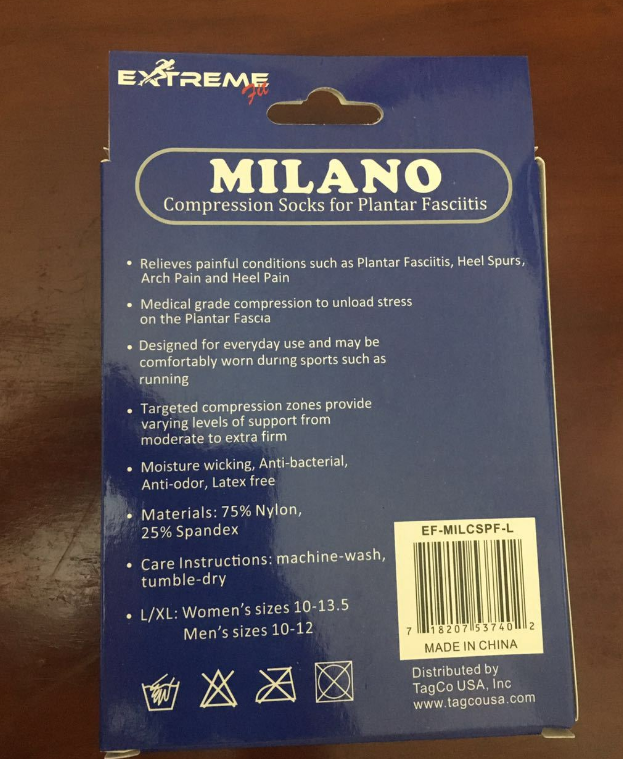 EXTREME
Fit
MILANO
Compression Socks for Plantar Fasciitis
• Relieves painful conditions such as Plantar Fasciitis, Heel Spurs,
Arch Pain and Heel Pain
• Medical grade compression to unload stress
on the Plantar Fascia
• Designed for everyday use and may be
comfortably worn during sports such as
running
• Targeted compression zones provide
varying levels of support from
moderate to extra firm
• Moisture wicking, Anti-bacterial,
Anti-odor, Latex free
• Materials: 75% Nylon,
25% Spandex
• Care Instructions: machine-wash,
tumble-dry
• L/XL: Women's sizes 10-13.5
Men's sizes 10-12
EF-MILCSPF-L
7 18207 53740 2
MADE IN CHINA
Distributed by
TagCo USA, Inc
www.tagcousa.com